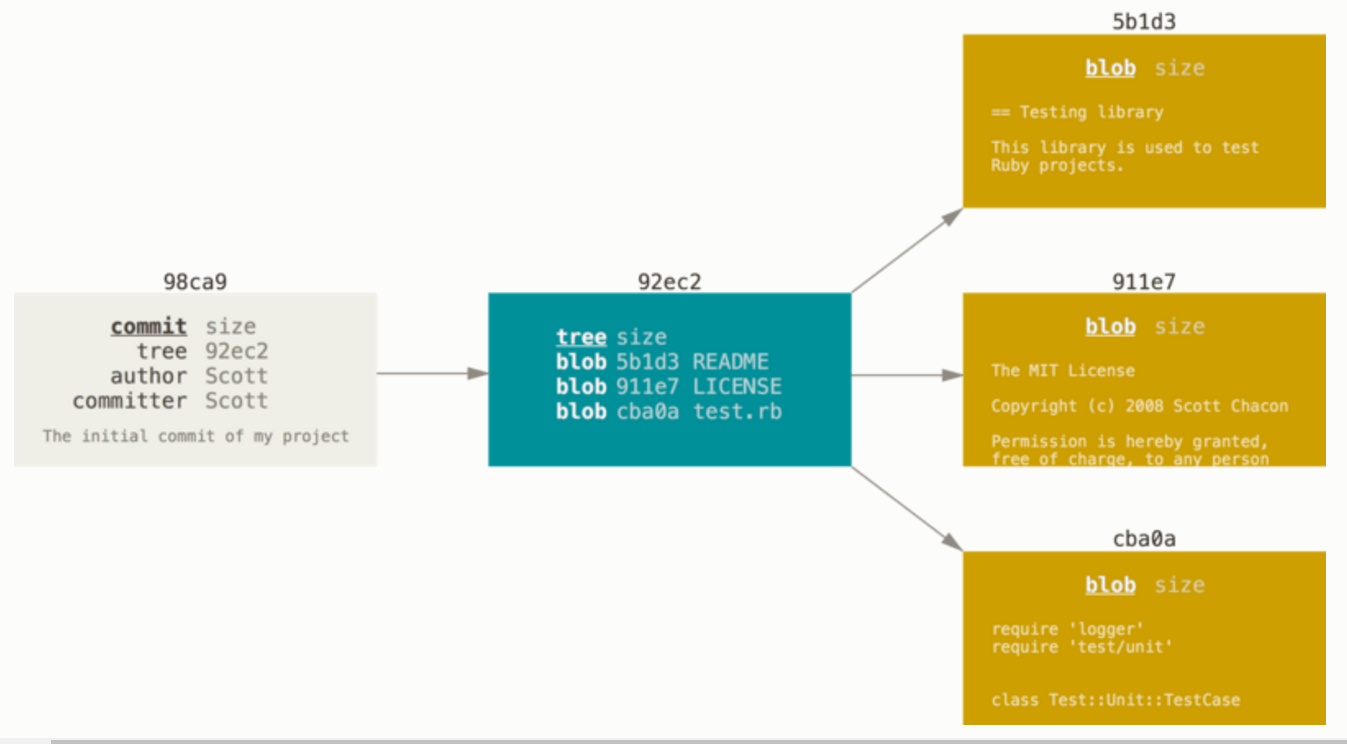 98ca9
commit size
tree 92ec2
author Scott
committer Scott
The initial commit of my project
92ec2
tree size
blob 5b1d3 README
blob 911e7 LICENSE
blob cba0a test.rb
5b1d3
blob size
== Testing library
This library is used to test
Ruby projects.
911e7
blob size
The MIT License
Copyright (c) 2008 Scott Chacon
Permission is hereby granted,
free of charge, to any person
cba0a
blob size
require 'logger'
require 'test/unit'
class Test::Unit::TestCase